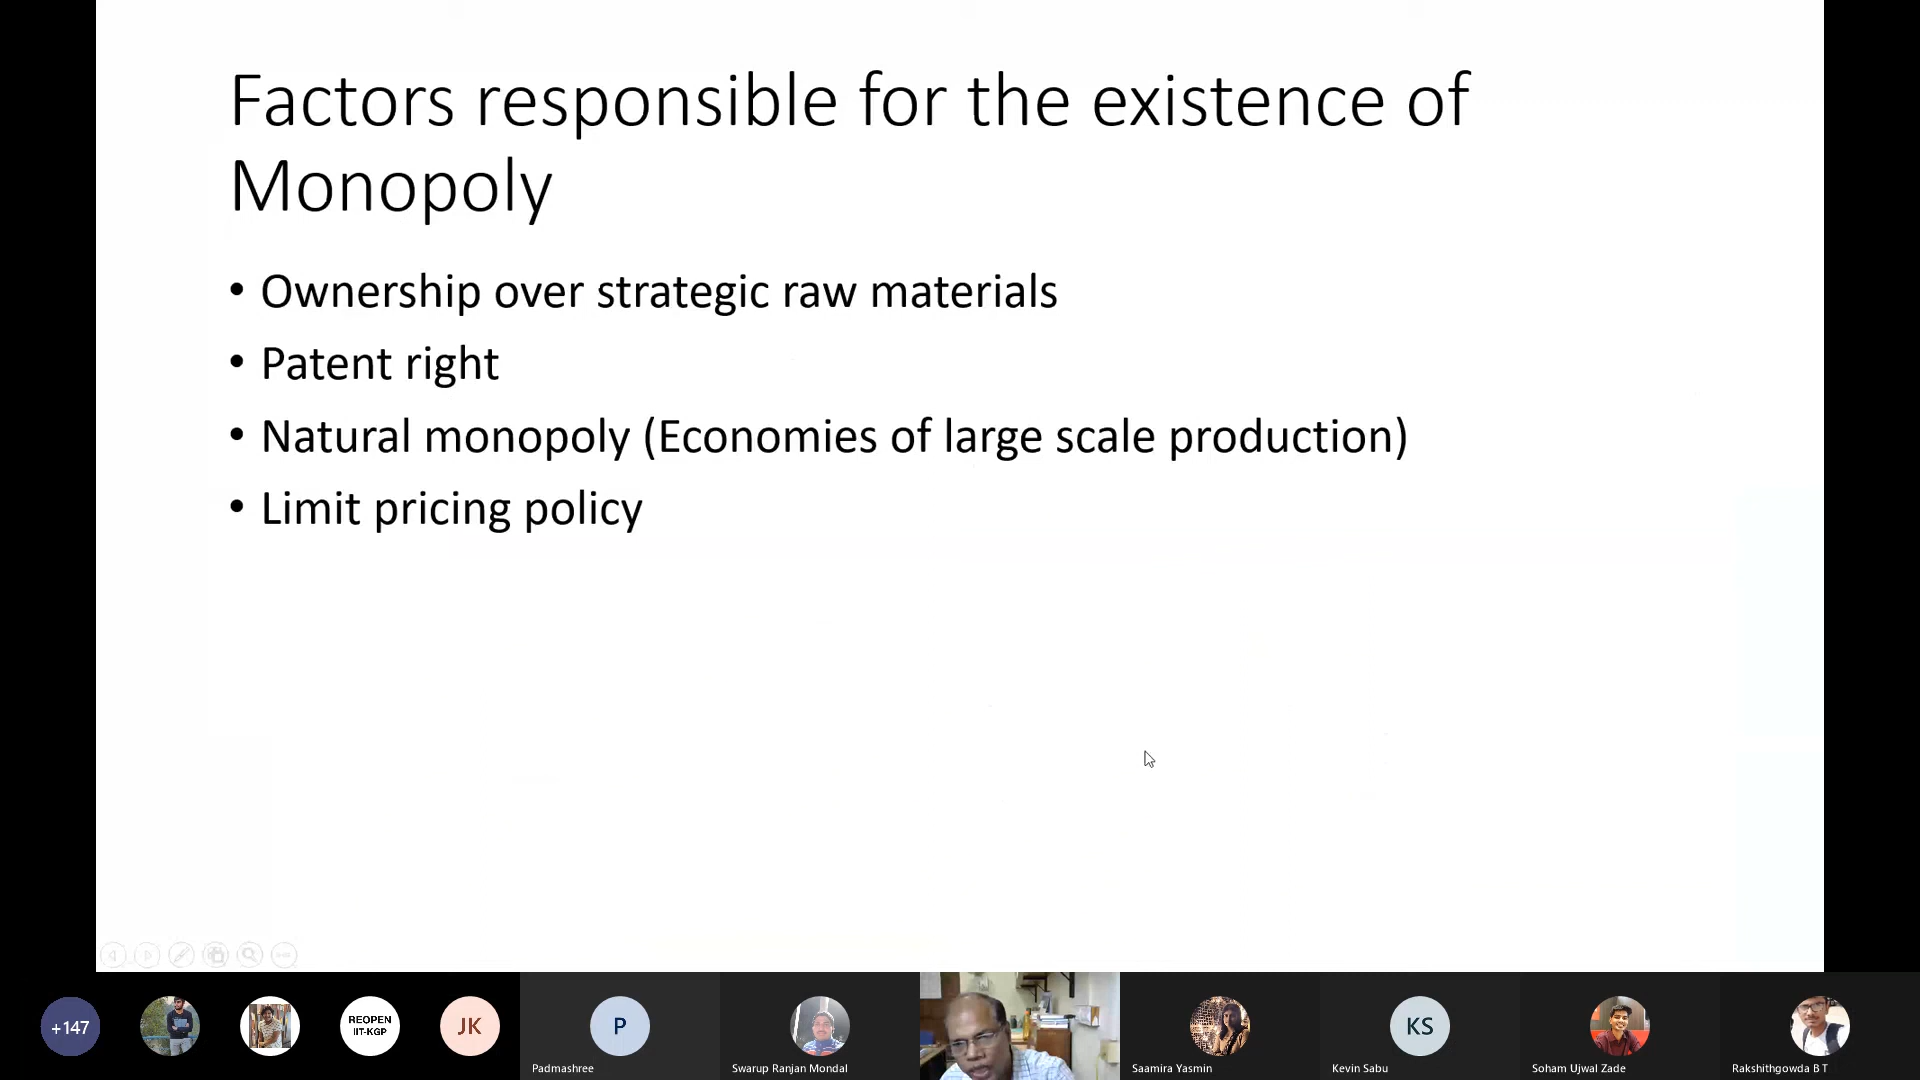 Factors responsible for the existence of
Monopoly
• Ownership over strategic raw materials
• Patent right
• Natural monopoly (Economies of large scale production)
• Limit pricing policy
+147
REOPEN
IIT-KGP
JK
P
Padmashree
Swarup Ranjan Mondal
Saamira Yasmin
KS
Kevin Sabu
Soham Ujwal Zade
Rakshithgowda B T